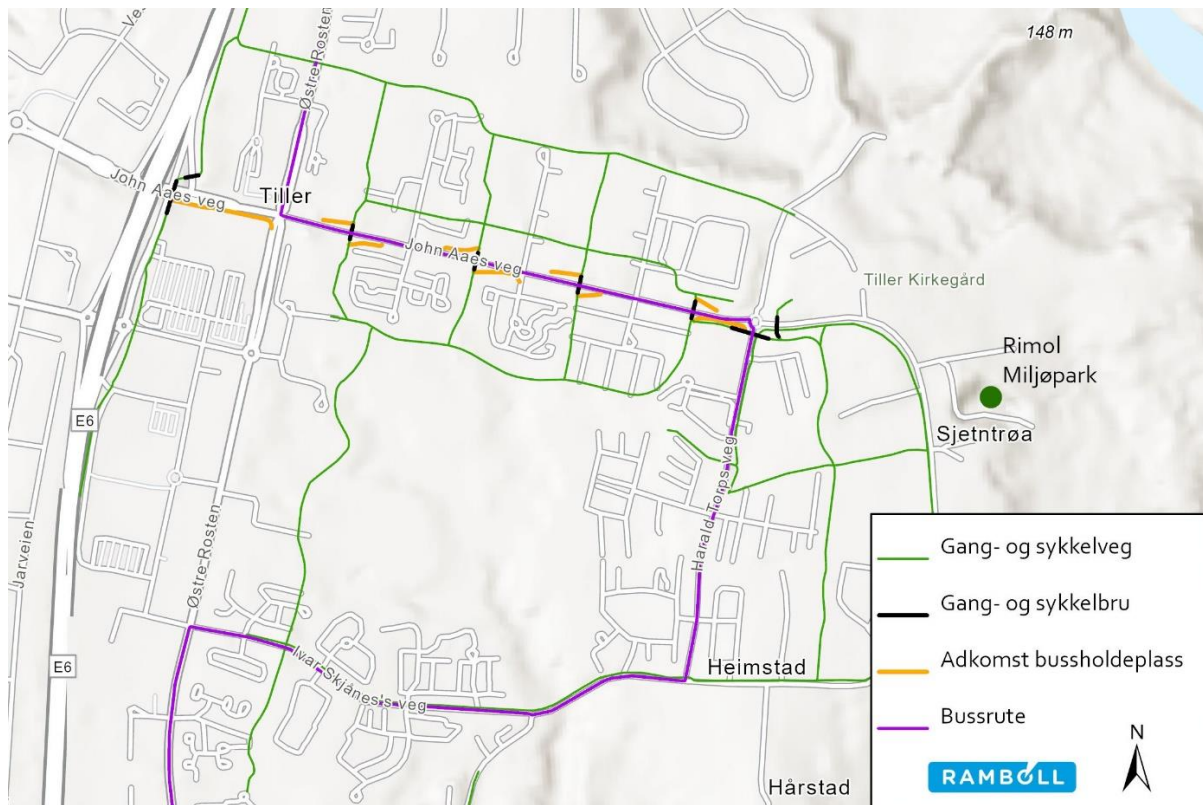 Ves
148 m
Østre-Rosten
John Aaes veg
Tiller
John Aaes veg
Tiller Kirkegård
Rimol
Miljøpark
Sjetntrøa
E6
Jarveien
Østre-Rosten
Harald Torps veg
E6
Ivar Skjånes's veg
Heimstad
Hårstad
Gang- og sykkelveg
Gang- og sykkelbru
Adkomst bussholdeplass
Bussrute
N
RAMBOLL